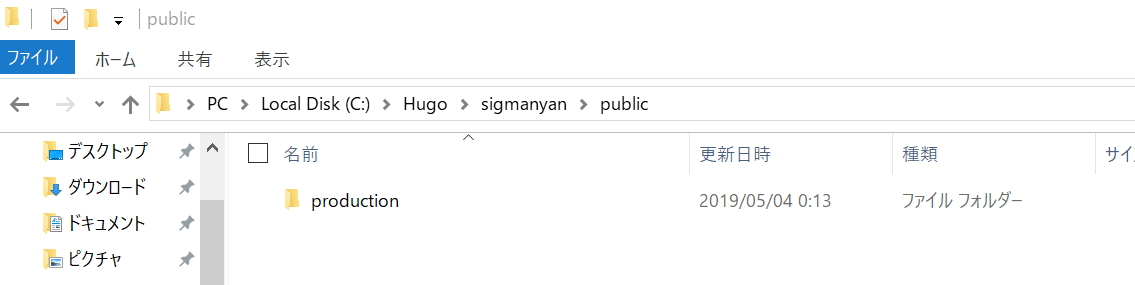 public
ファイル ホーム 共有 表示
PC Local Disk (C:) Hugo sigmanyan public
デスクトップ 名前 更新日時 種類 サイ
ダウンロード production 2019/05/04 0:13 ファイル フォルダー
ドキュメント
ピクチャ